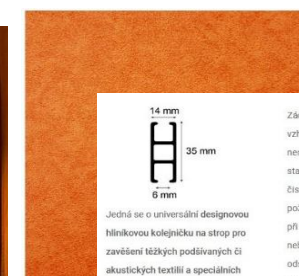 14 mm
35 mm
6 mm
Jedná se o universální designovou
hliníkovou kolejničku na strop pro
zavěšení těžkých podšívaných či
akustických textilií a speciálních